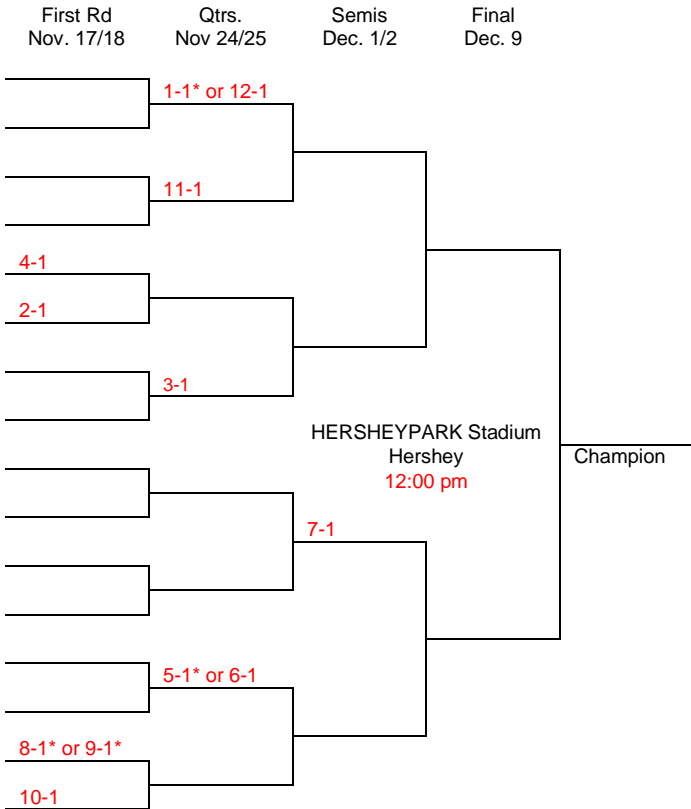 First Rd
Nov. 17/18
Qtrs.
Nov 24/25
Semis
Dec. 1/2
Final
Dec. 9
1-1* or 12-1
11-1
4-1
2-1
3-1
HERSHEYPARK Stadium
Hershey
12:00 pm
Champion
7-1
5-1* or 6-1
8-1* or 9-1*
10-1